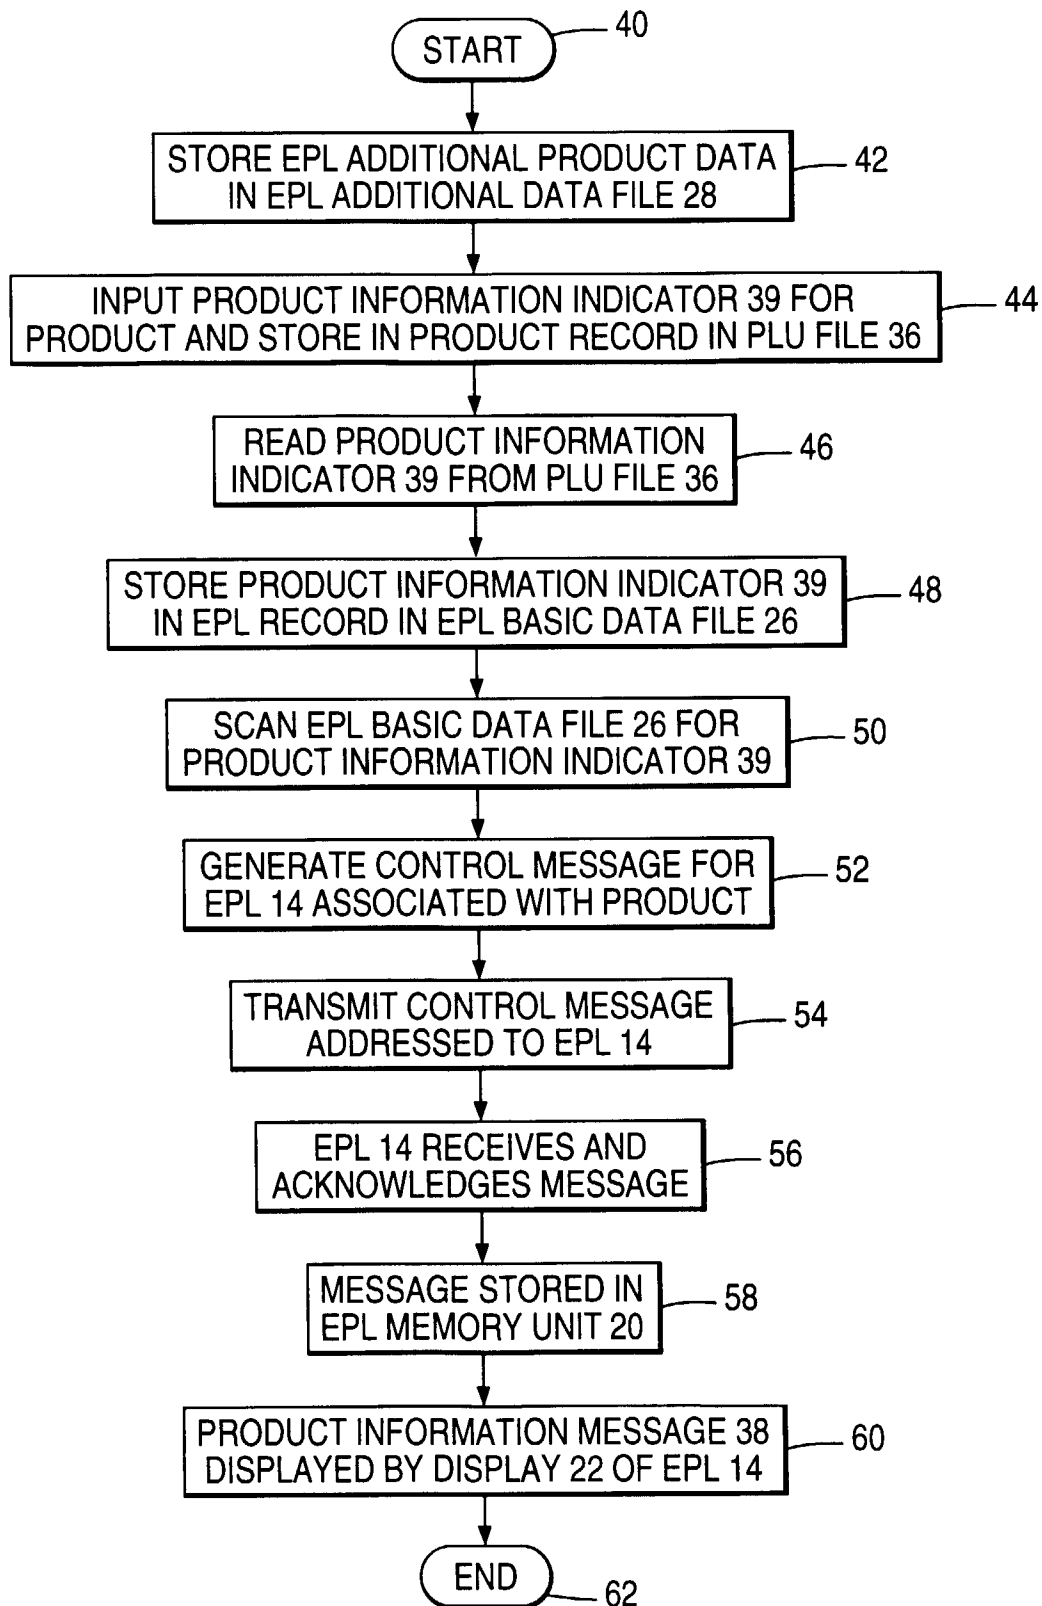 START
40
STORE EPL ADDITIONAL PRODUCT DATA
IN EPL ADDITIONAL DATA FILE 28
42
INPUT PRODUCT INFORMATION INDICATOR 39 FOR
PRODUCT AND STORE IN PRODUCT RECORD IN PLU FILE 36
44
READ PRODUCT INFORMATION
INDICATOR 39 FROM PLU FILE 36
46
STORE PRODUCT INFORMATION INDICATOR 39
IN EPL RECORD IN EPL BASIC DATA FILE 26
48
SCAN EPL BASIC DATA FILE 26 FOR
PRODUCT INFORMATION INDICATOR 39
50
GENERATE CONTROL MESSAGE FOR
EPL 14 ASSOCIATED WITH PRODUCT
52
TRANSMIT CONTROL MESSAGE
ADDRESSED TO EPL 14
54
EPL 14 RECEIVES AND
ACKNOWLEDGES MESSAGE
56
MESSAGE STORED IN
EPL MEMORY UNIT 20
58
PRODUCT INFORMATION MESSAGE 38
DISPLAYED BY DISPLAY 22 OF EPL 14
60
END
62